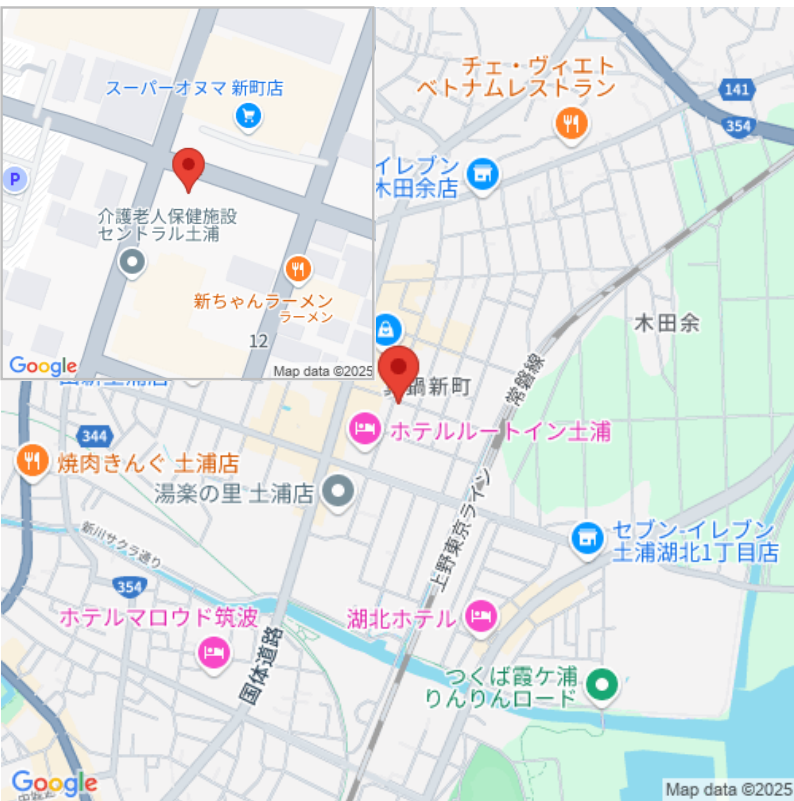 スーパーオヌマ 新町店
P
介護老人保健施設
セントラル土浦
新ちゃんラーメン
ラーメン
12
Google
Map data ©2025
チェ・ヴィエト
ベトナムレストラン
141
354
イレブン
木田余店
木田余
鍋新町
常磐線
ホテルルートイン土浦
344
焼肉きんぐ 土浦店
湯楽の里 土浦店
上野東京ライン
セブン-イレブン
土浦湖北1丁目店
新川サクラ通り
354
ホテルマロウド筑波
湖北ホテル
国体道路
つくば霞ケ浦
りんりんロード
Google
Map data ©2025